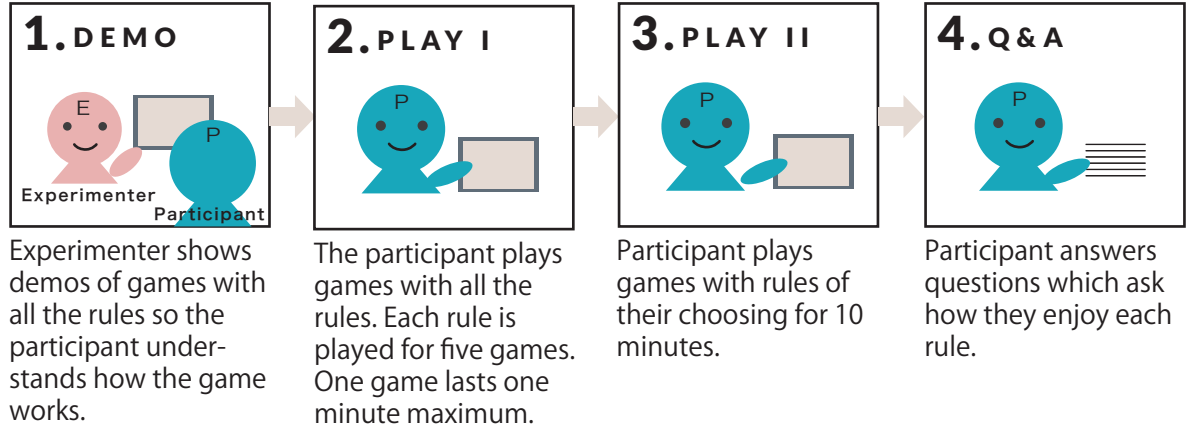 1. DEMO
E
P
Experimenter
Participant
Experimenter shows
demos of games with
all the rules so the
participant under-
stands how the game
works.
2. PLAY I
P
The participant plays
games with all the
rules. Each rule is
played for five games.
One game lasts one
minute maximum.
3. PLAY II
P
Participant plays
games with rules of
their choosing for 10
minutes.
4. Q&A
P
Participant answers
questions which ask
how they enjoy each
rule.